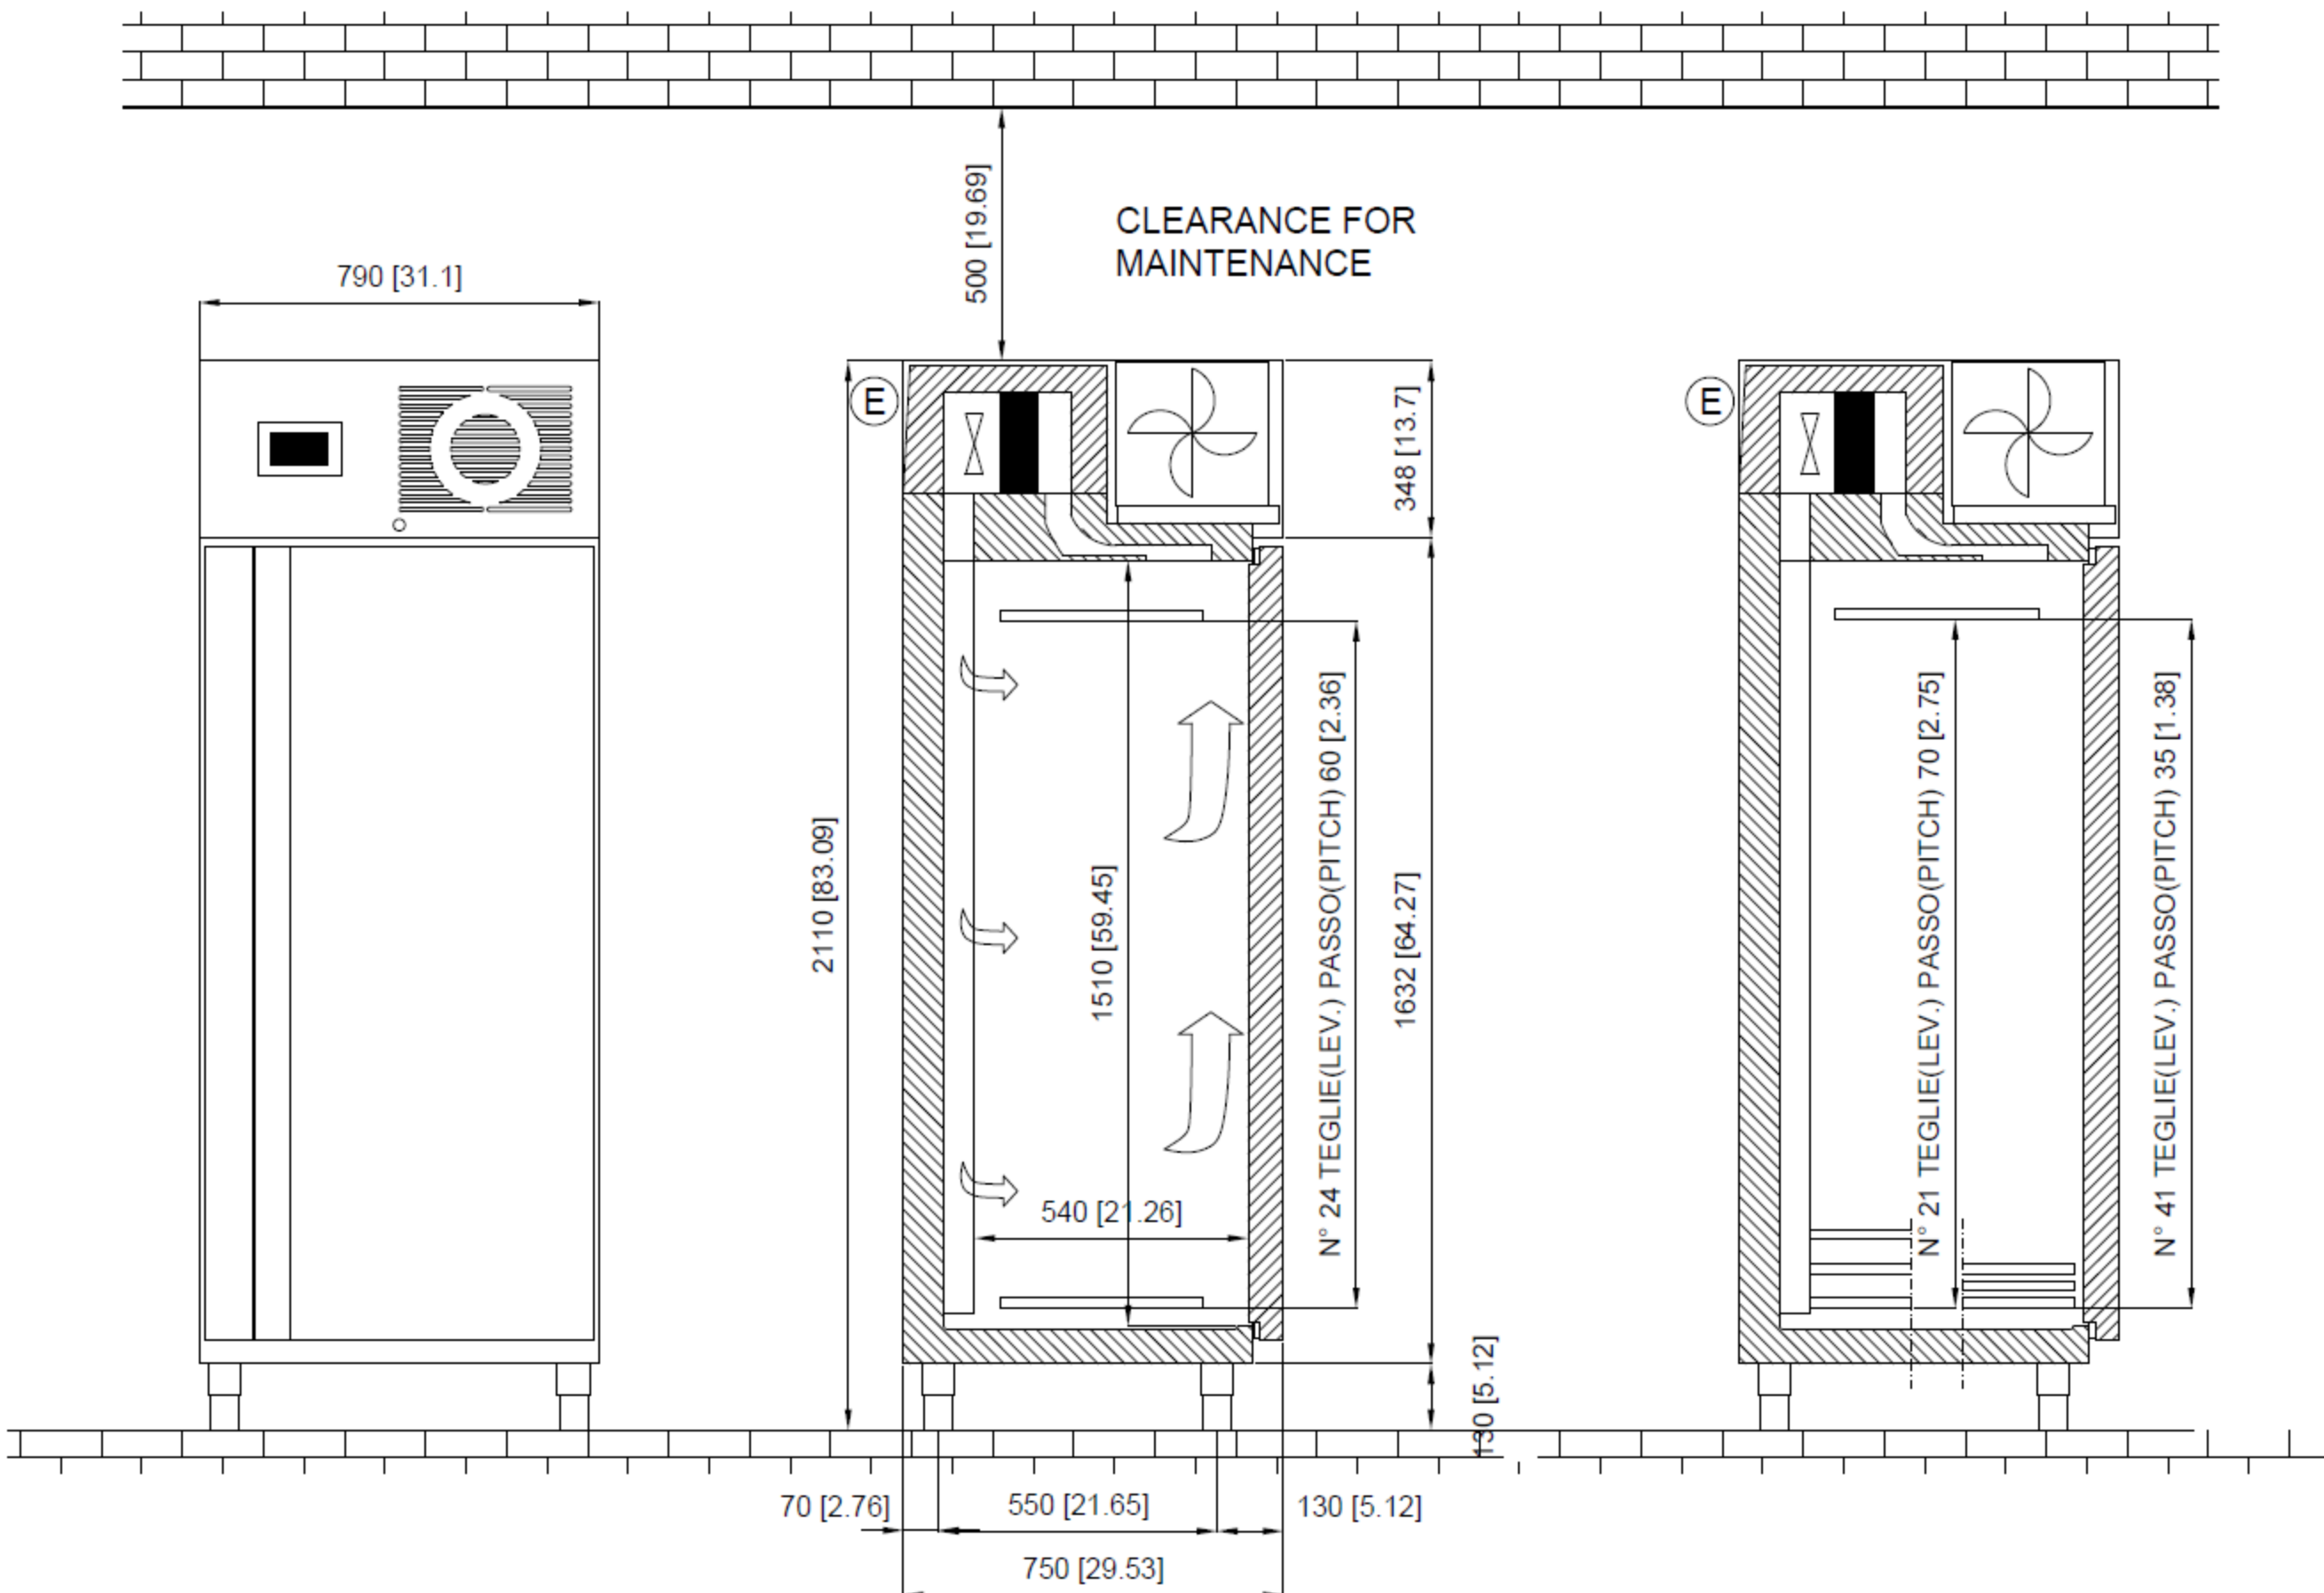 500 [19.69]
CLEARANCE FOR
MAINTENANCE
790 [31.1]
E
348 [13.7]
E
2110 [83.09]
1510 [59.45]
N° 24 TEGLIE(LEV.) PASSO(PITCH) 60 [2.36]
1632 [64.27]
N° 21 TEGLIE(LEV.) PASSO(PITCH) 70 [2.75]
N° 41 TEGLIE(LEV.) PASSO(PITCH) 35 [1.38]
540 [21.26]
130 [5.12]
70 [2.76]
550 [21.65]
130 [5.12]
750 [29.53]